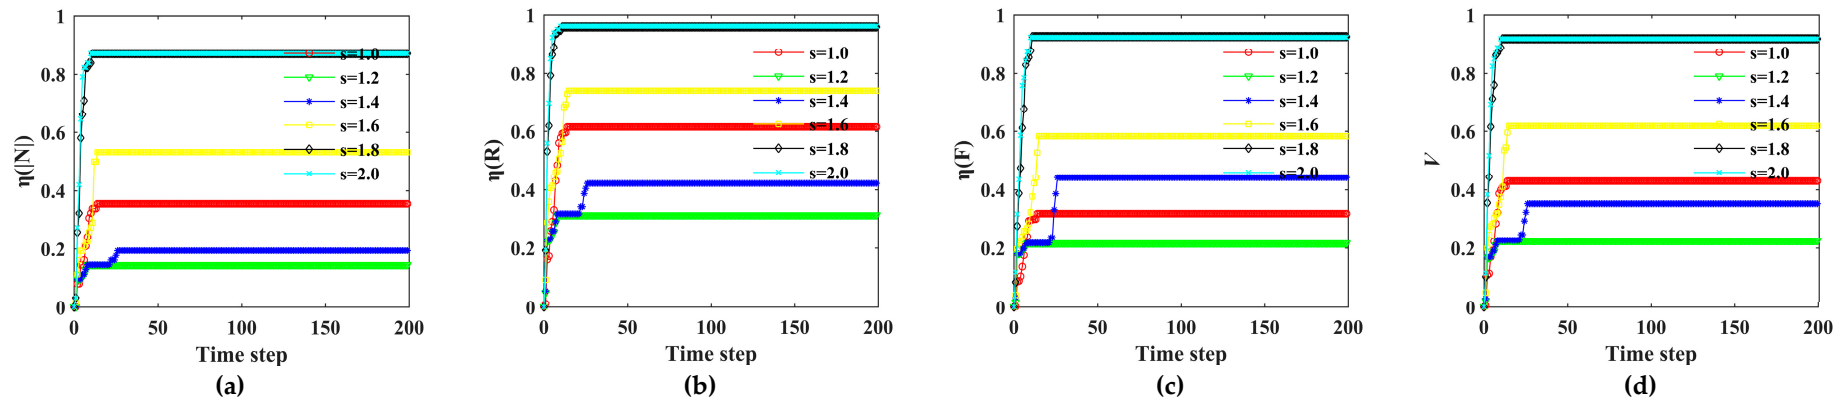 1
0.8
0.6
0.4
0.2
0
η(|N|)
s=1.0
s=1.2
s=1.4
s=1.6
s=1.8
s=2.0
0 50 100 150 200
Time step
(a)
1
0.8
0.6
0.4
0.2
0
η(R)
s=1.0
s=1.2
s=1.4
s=1.6
s=1.8
s=2.0
0 50 100 150 200
Time step
(b)
1
0.8
0.6
0.4
0.2
0
η(F)
s=1.0
s=1.2
s=1.4
s=1.6
s=1.8
s=2.0
0 50 100 150 200
Time step
(c)
1
0.8
0.6
0.4
0.2
0
V
s=1.0
s=1.2
s=1.4
s=1.6
s=1.8
s=2.0
0 50 100 150 200
Time step
(d)